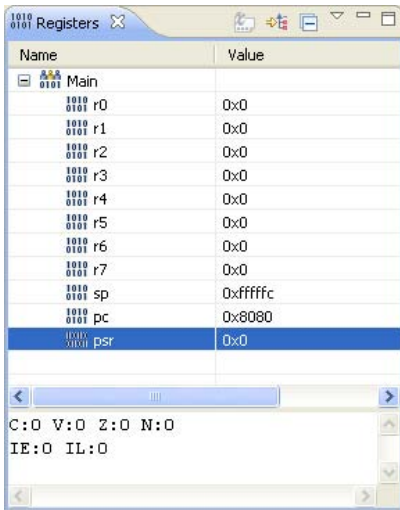 Registers
Name Value
Main
r0 0x0
r1 0x0
r2 0x0
r3 0x0
r4 0x0
r5 0x0
r6 0x0
r7 0x0
sp 0xfffffc
pc 0x8080
psr 0x0
C:0 V:0 Z:0 N:0
IE:0 IL:0